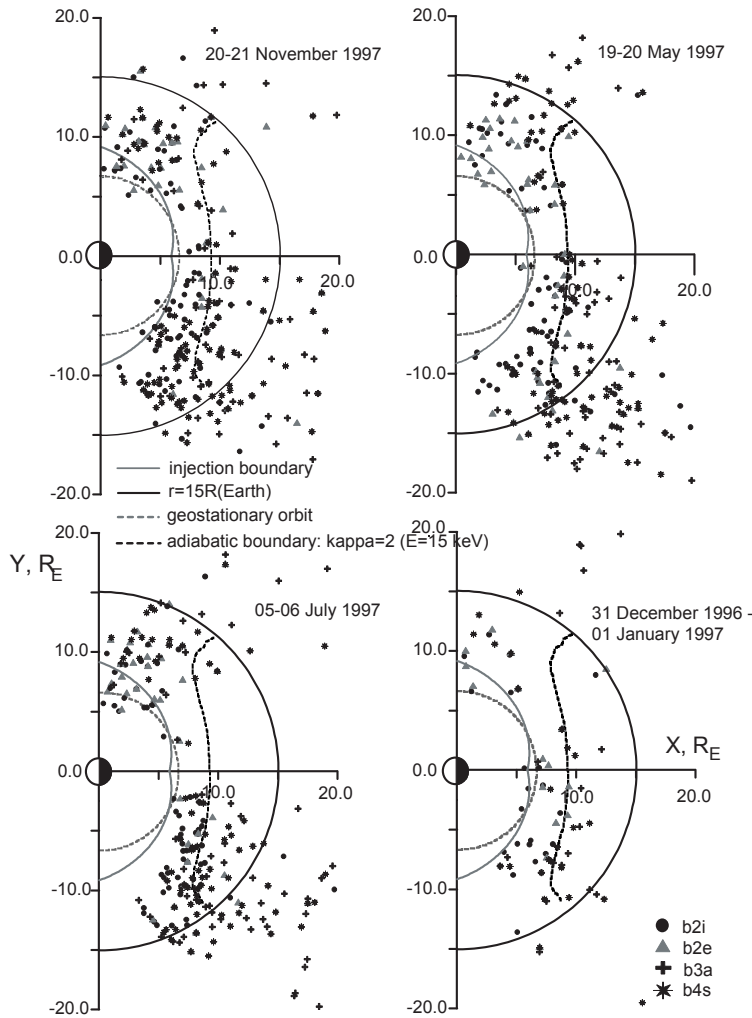 20.0
20-21 November 1997
10.0
0.0
10.0
20.0
-10.0
-20.0
20.0
19-20 May 1997
10.0
0.0
10.0
20.0
-10.0
-20.0
injection boundary
r=15R(Earth)
geostationary orbit
adiabatic boundary: kappa=2 (E=15 keV)
Y, RE
20.0
05-06 July 1997
10.0
0.0
10.0
20.0
-10.0
-20.0
20.0
31 December 1996 -
01 January 1997
10.0
X, RE
0.0
10.0
20.0
-10.0
-20.0
b2i
b2e
b3a
b4s